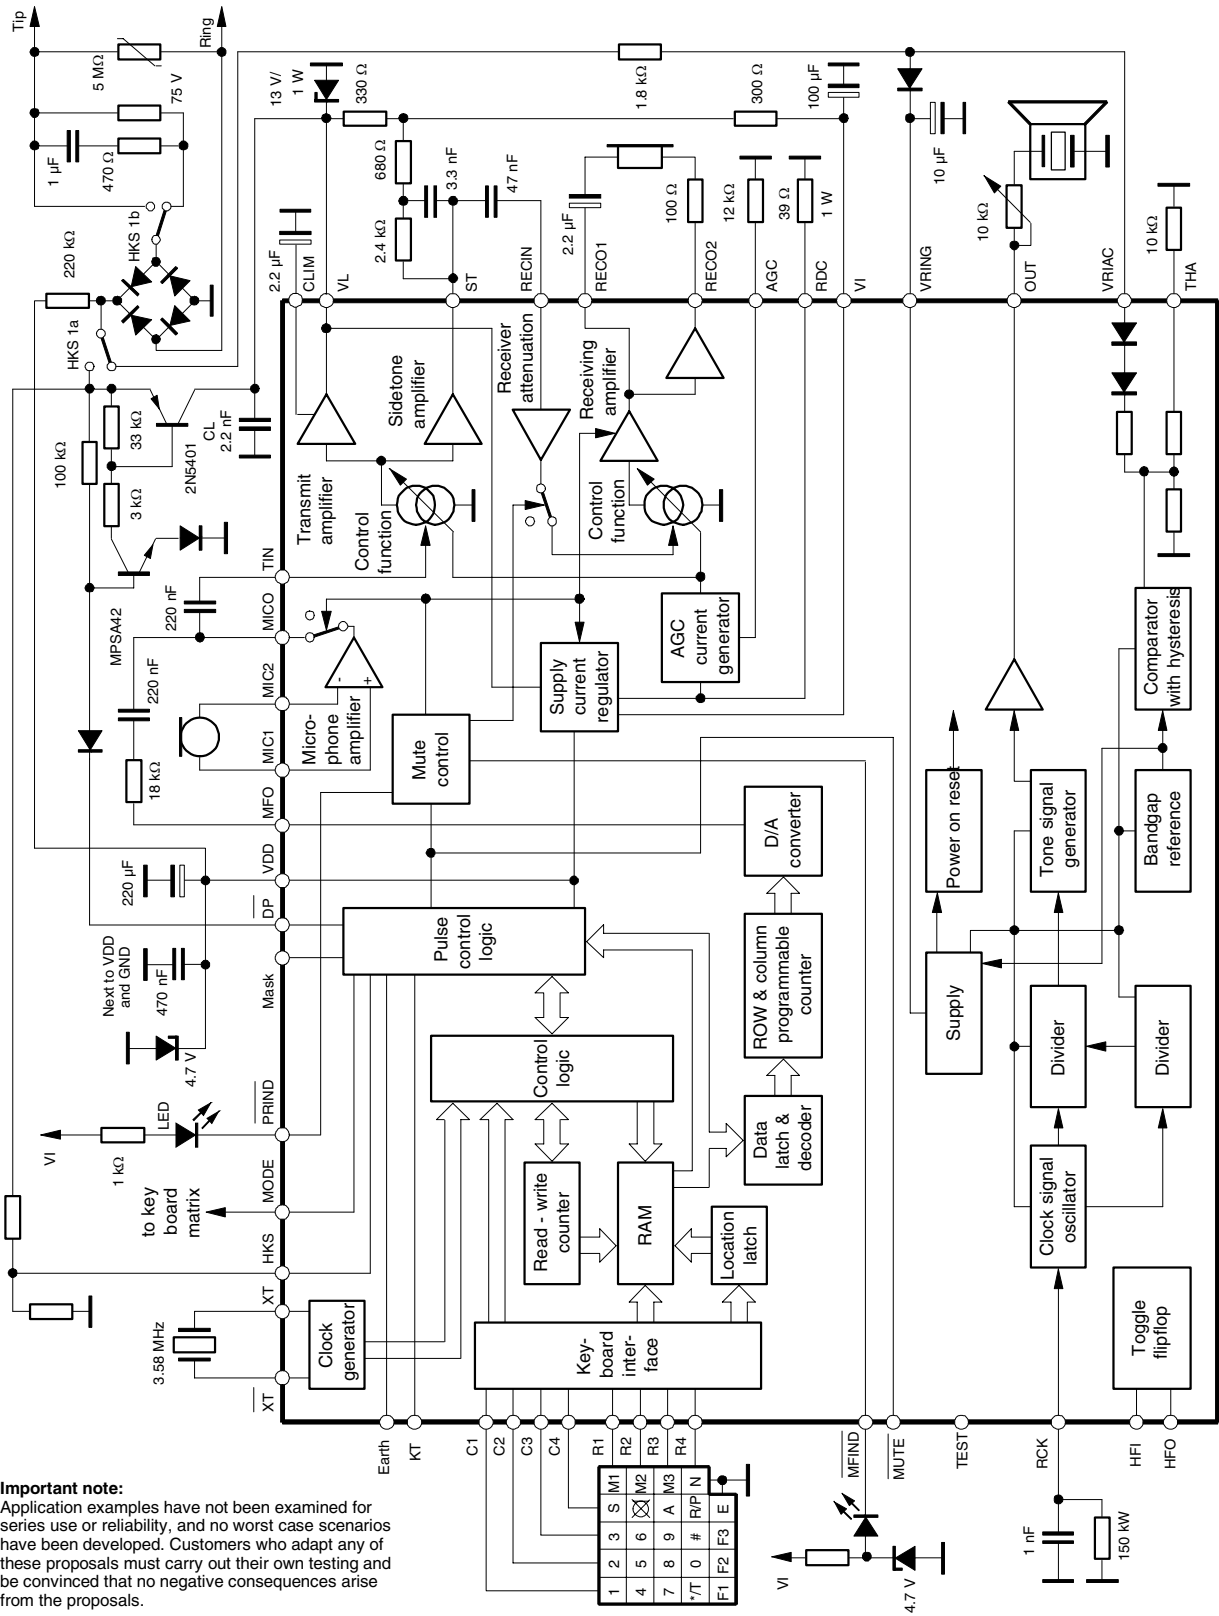 Tip
Ring
5 MΩ
75 V
1 µF
470 Ω
HKS 1b
220 kΩ
HKS 1a
13 V/
1 W
330 Ω
1.8 kΩ
300 Ω
100 µF
680 Ω
3.3 nF
47 nF
2.4 kΩ
2.2 µF
2.2 µF
100 Ω
12 kΩ
39 Ω
1 W
10 µF
10 kΩ
10 kΩ
CLIM
VL
ST
RECIN
RECO1
RECO2
AGC
RDC
VI
VRING
OUT
VRIAC
THA
100 kΩ
33 kΩ
3 kΩ
2N5401
CL
2.2 nF
MPSA42
220 nF
220 nF
18 kΩ
TIN
MICO
MIC2
MIC1
MFO
VDD
DP
Mask
PRIND
MODE
HKS
XT
XT
220 µF
Next to VDD
and GND
470 nF
4.7 V
LED
VI
1 kΩ
to key
board
matrix
3.58 MHz
Transmit
amplifier
Sidetone
amplifier
Control
function
Receiver
attenuation
Receiving
amplifier
Control
function
Micro-
phone
amplifier
-
+
Mute
control
Supply
current
regulator
AGC
current
generator
Pulse
control
logic
D/A
converter
ROW & column
programmable
counter
Control
logic
Data
latch &
decoder
Read - write
counter
RAM
Location
latch
Key-
board
inter-
face
Clock
generator
Power on reset
Tone signal
generator
Comparator
with hysteresis
Bandgap
reference
Supply
Divider
Divider
Clock signal
oscillator
Toggle
flipflop
Earth
KT
C1
C2
C3
C4
R1
R2
R3
R4
MFIND
MUTE
TEST
RCK
HFI
HFO
1 2 3 S M1
4 5 6 M2
7 8 9 A M3
*/T 0 # R/P N
F1 F2 F3 E
VI
4.7 V
1 nF
150 kW
Important note:
Application examples have not been examined for
series use or reliability, and no worst case scenarios
have been developed. Customers who adapt any of
these proposals must carry out their own testing and
be convinced that no negative consequences arise
from the proposals.